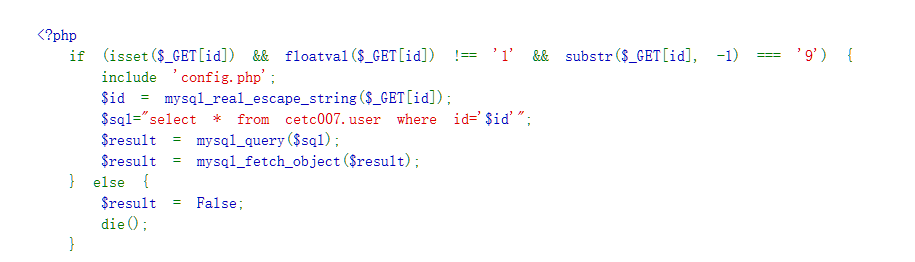 <?php
if (isset($_GET[id]) && floatval($_GET[id]) !== '1' && substr($_GET[id], -1) === '9') {
include 'config.php';
$id = mysql_real_escape_string($_GET[id]);
$sql="select * from cetc007.user where id='$id'";
$result = mysql_query($sql);
$result = mysql_fetch_object($result);
} else {
$result = False;
die();
}